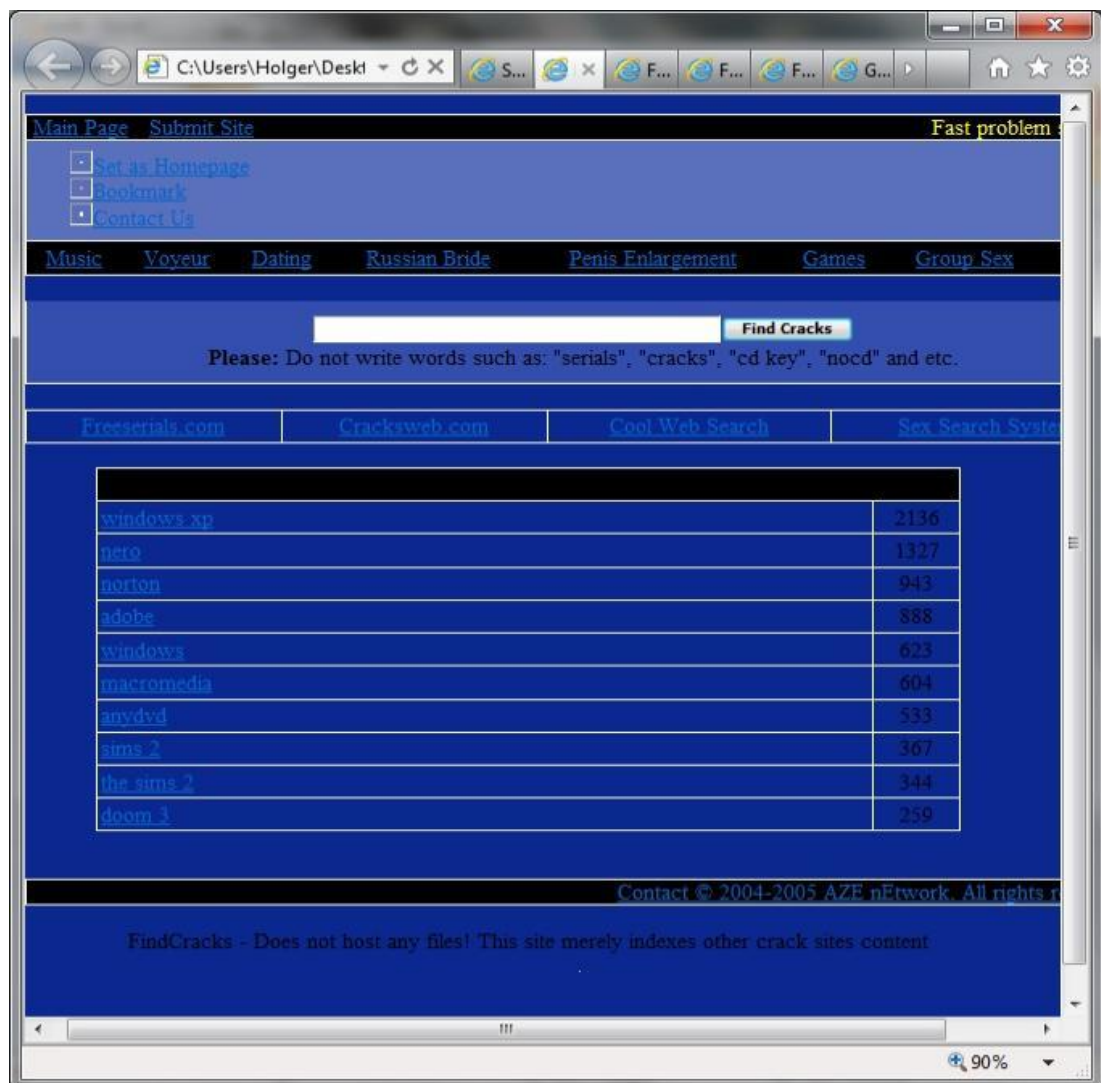 C:\Users\Holger\Deskt
S...
F...
F...
F...
G...
Main Page Submit Site Fast problem
Set as Homepage
Bookmark
Contact Us
Music Voyeur Dating Russian Bride Penis Enlargement Games Group Sex
Find Cracks
Please: Do not write words such as: "serials", "cracks", "cd key", "nocd" and etc.
Freeserials.com Cracksweb.com Cool Web Search Sex Search Syste
windows xp 2136
nero 1327
norton 943
adobe 888
windows 623
macromedia 604
anydvd 533
sims 2 367
the sims 2 344
doom 3 259
Contact © 2004-2005 AZE nEtwork. All rights r
FindCracks - Does not host any files! This site merely indexes other crack sites content
.
90%